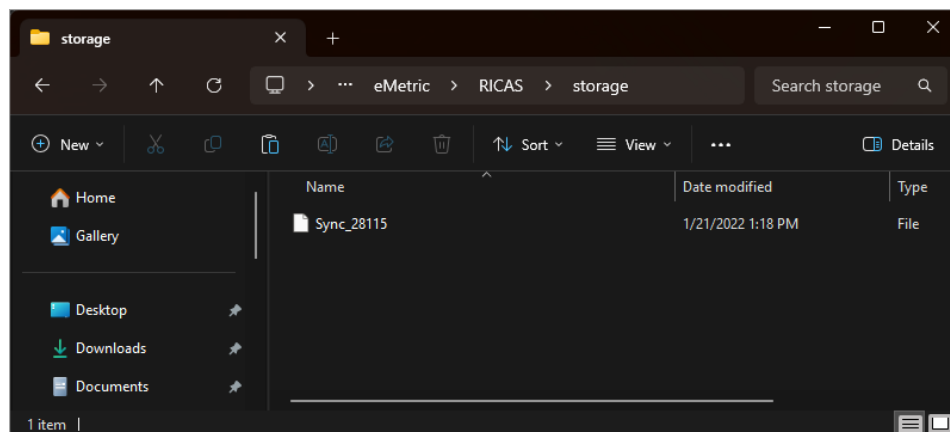 storage
eMetric > RICAS > storage
Search storage
New
Sort
View
Details
Name
Date modified
Type
Home
Gallery
Sync_28115
1/21/2022 1:18 PM
File
Desktop
Downloads
Documents
1 item